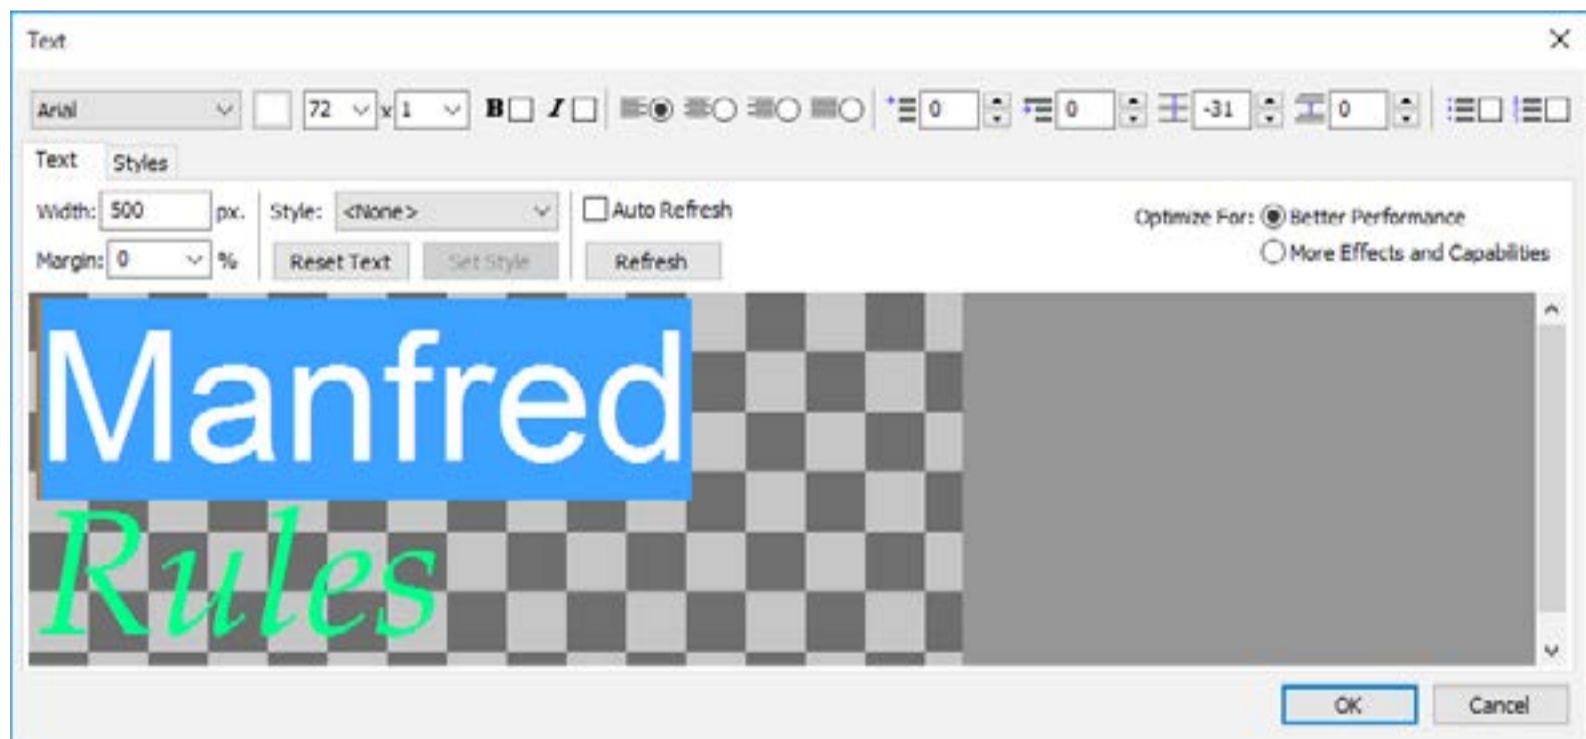 Text
Arial 72 x 1 B I 0 0 -31 0
Text Styles
Width: 500 px. Style: <None> Auto Refresh Optimize For: Better Performance
Margin: 0 % Reset Text Set Style Refresh More Effects and Capabilities
Manfred
Rules
OK Cancel